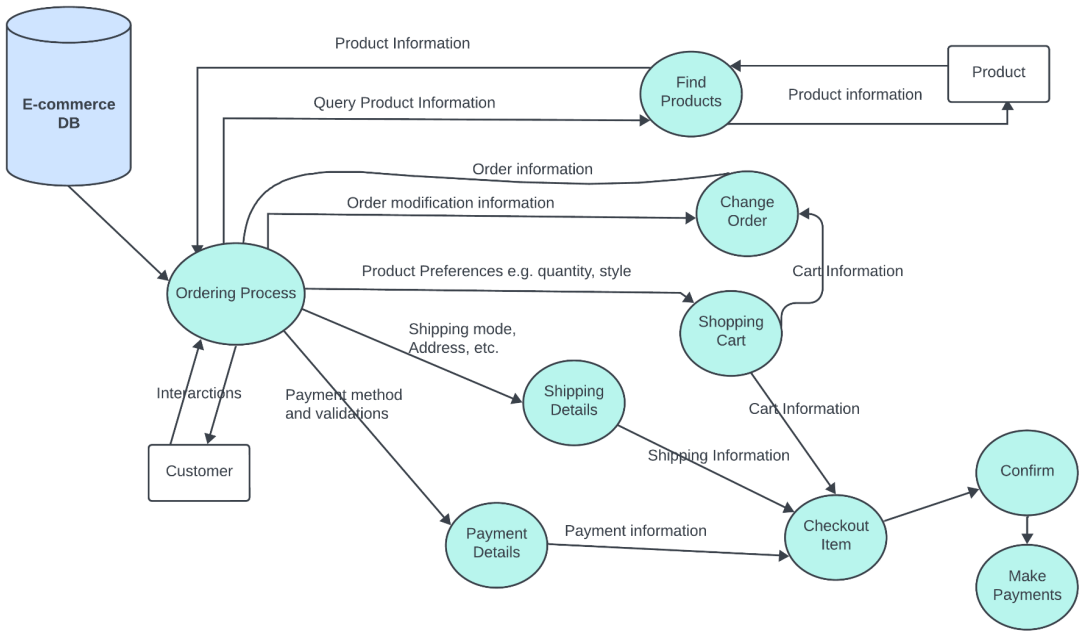 Product Information
E-commerce
DB
Query Product Information
Find
Products
Product
Product information
Order information
Order modification information
Change
Order
Product Preferences e.g. quantity, style
Cart Information
Ordering Process
Shopping
Cart
Shipping mode,
Address, etc.
Interarctions
Payment method
and validations
Shipping
Details
Cart Information
Shipping Information
Customer
Confirm
Payment
Details
Payment information
Checkout
Item
Make
Payments